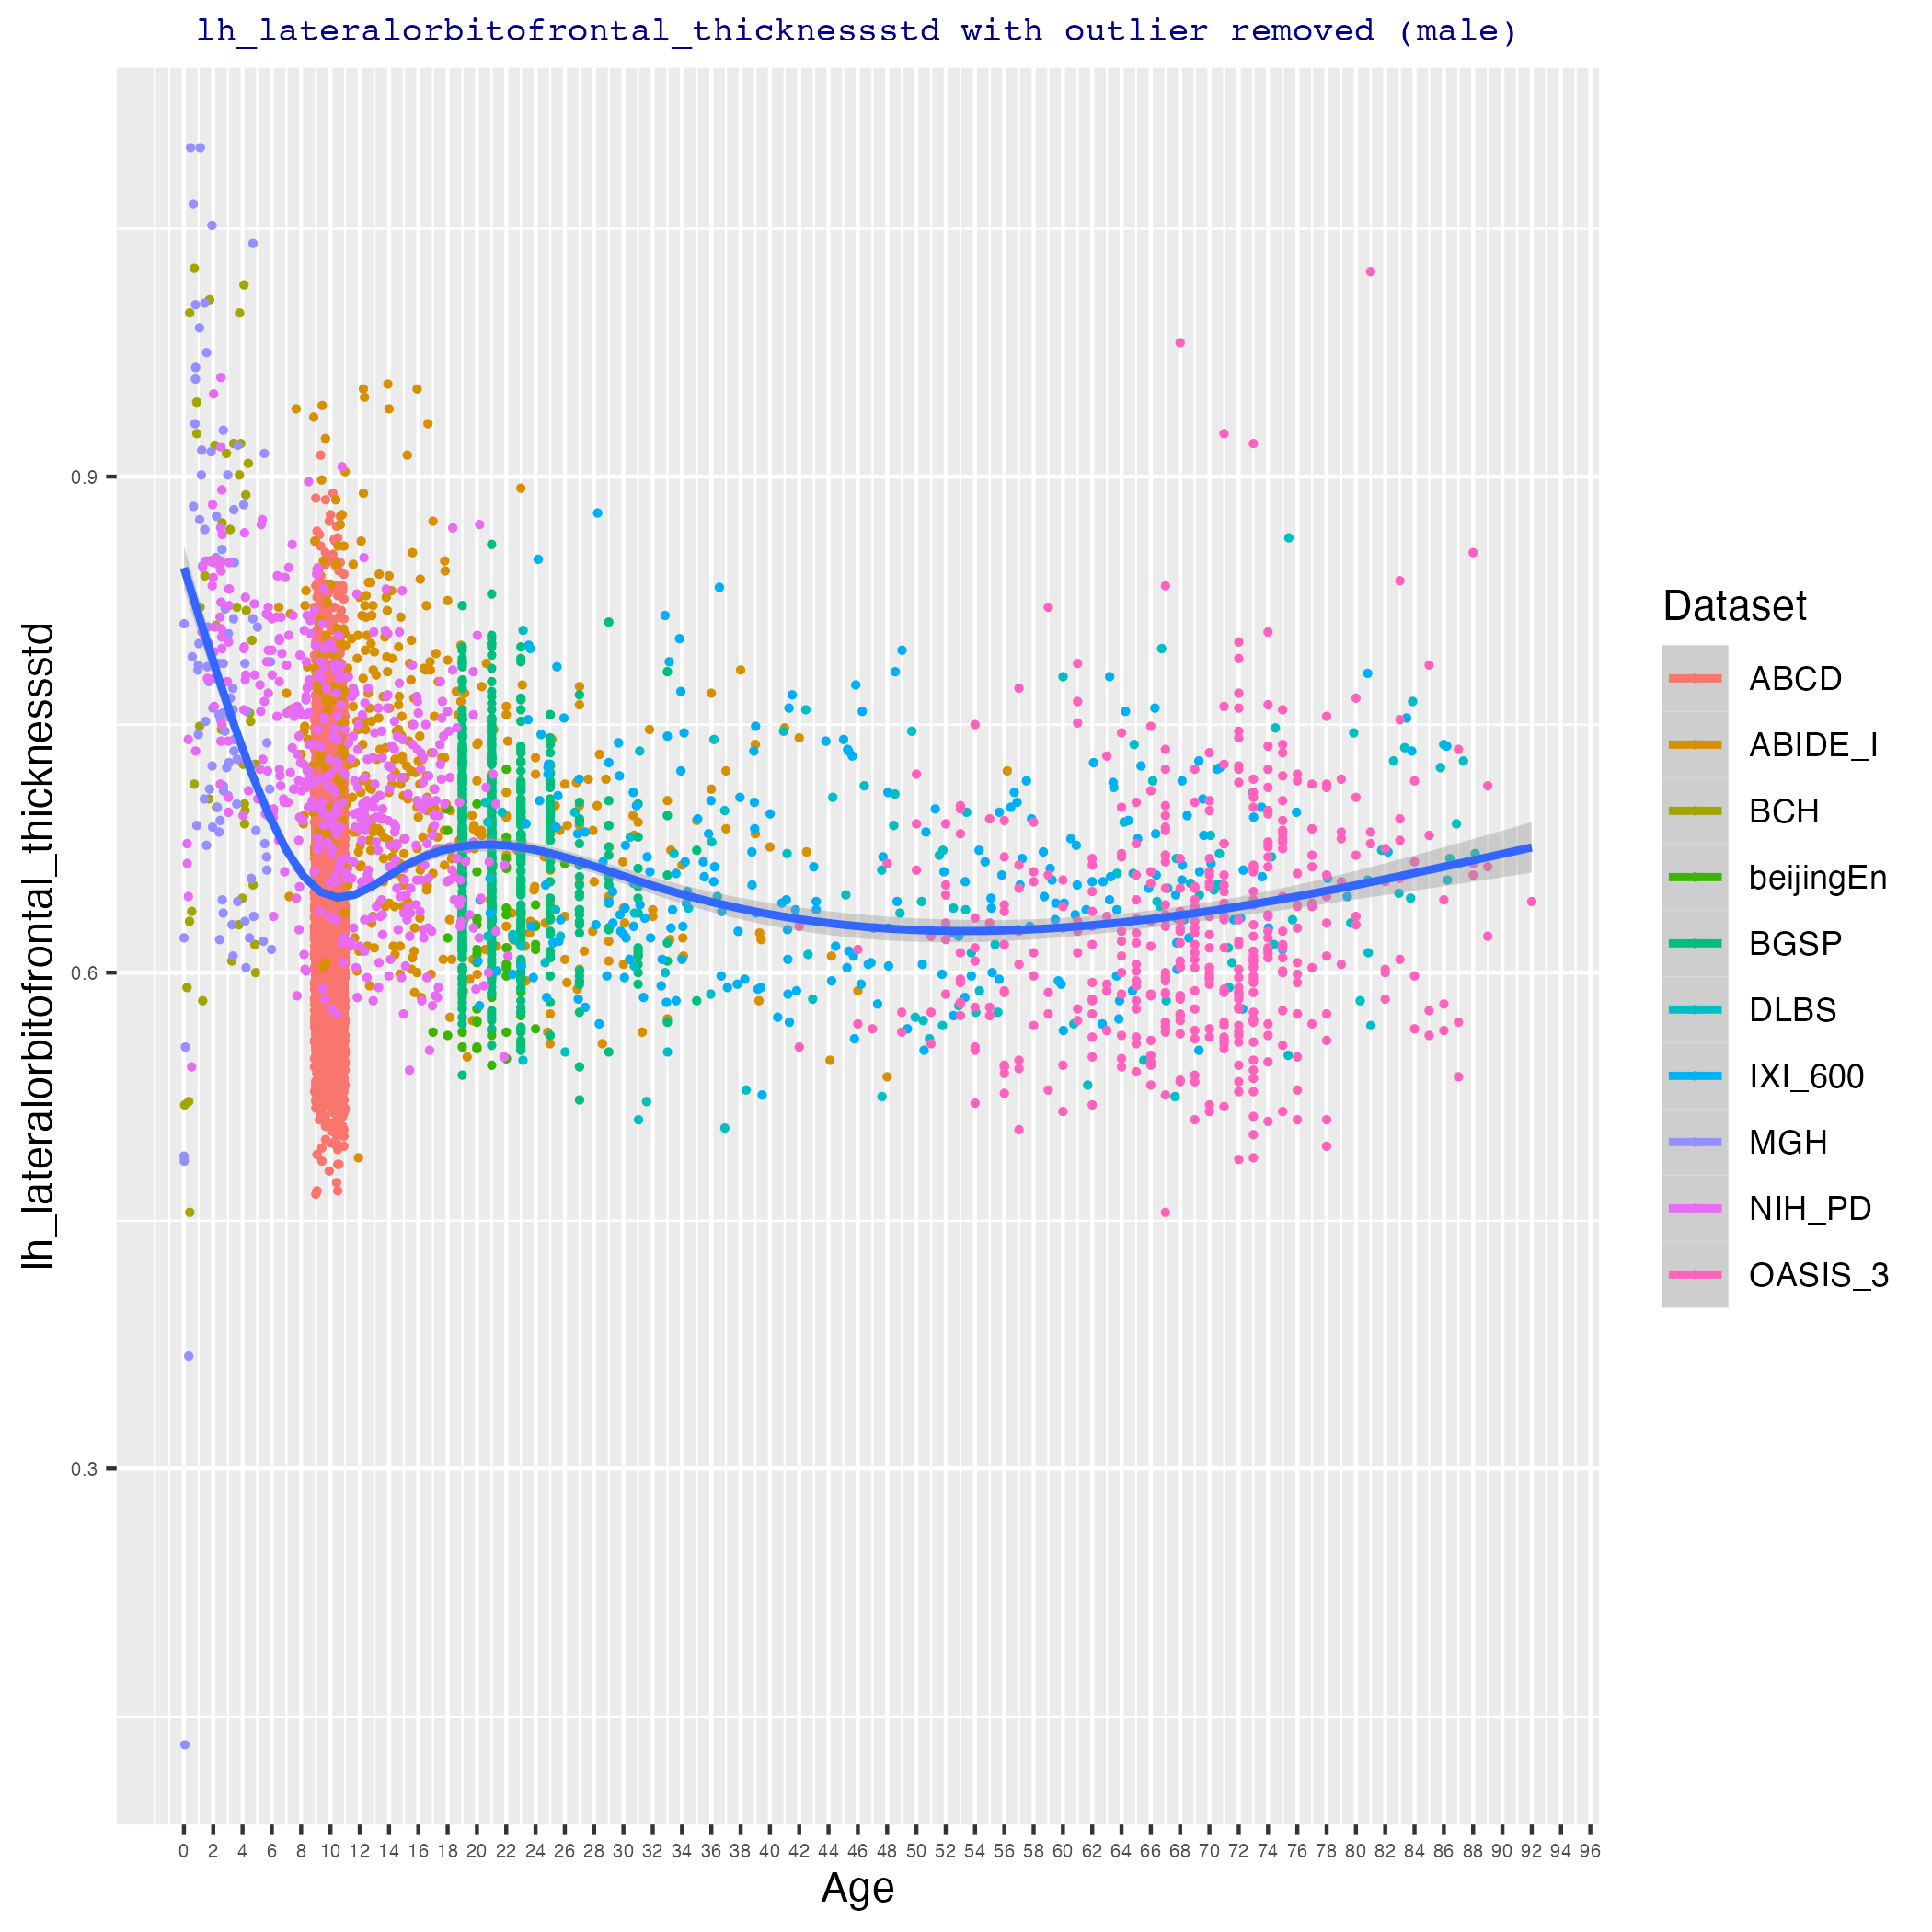 lh_lateralorbitofrontal_thicknessstd with outlier removed (male)
lh_lateralorbitofrontal_thicknessstd
0.9
0.6
0.3
0 2 4 6 8 10 12 14 16 18 20 22 24 26 28 30 32 34 36 38 40 42 44 46 48 50 52 54 56 58 60 62 64 66 68 70 72 74 76 78 80 82 84 86 88 90 92 94 96
Age
Dataset
ABCD
ABIDE_I
BCH
beijingEn
BGSP
DLBS
IXI_600
MGH
NIH_PD
OASIS_3